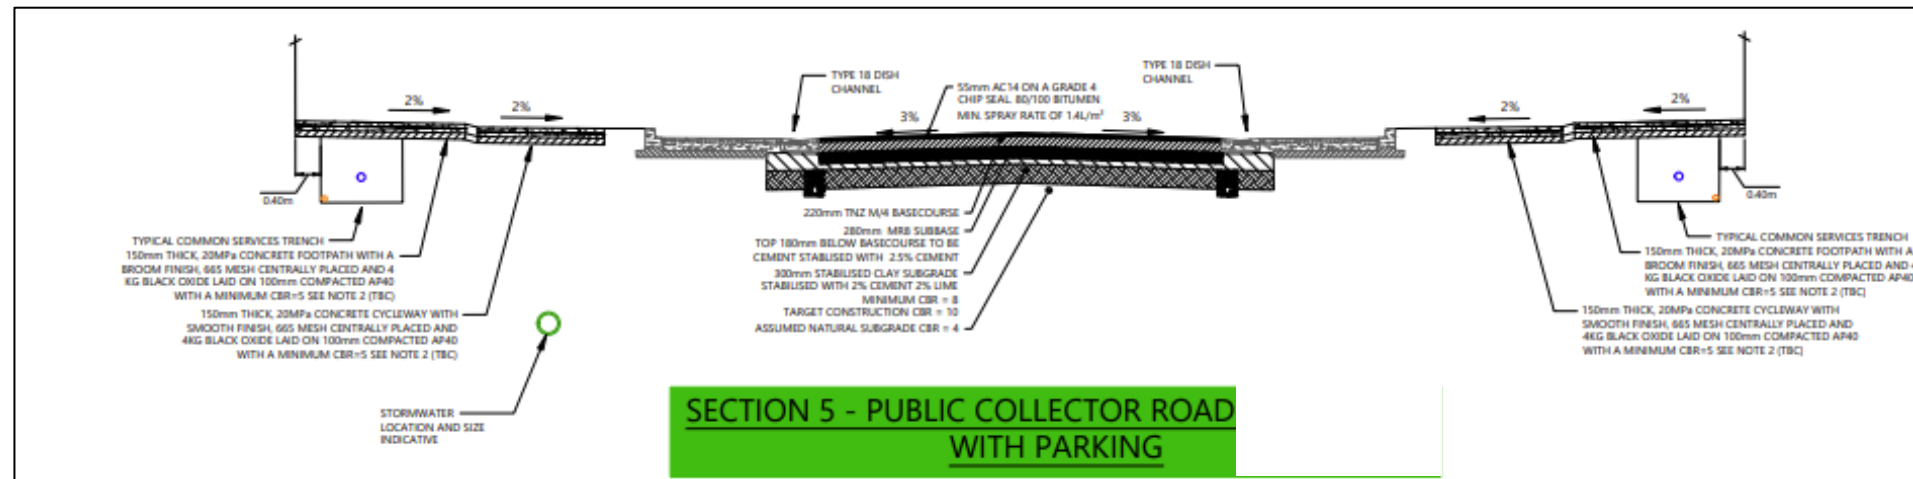 TYPE 18 DISH
CHANNEL
55mm AC14 ON A GRADE 4
CHIP SEAL. 80/100 BITUMEN
MIN. SPRAY RATE OF 1.4L/m²
TYPE 18 DISH
CHANNEL
2%
2%
3%
3%
2%
2%
0.40m
0.40m
TYPICAL COMMON SERVICES TRENCH
150mm THICK, 20MPa CONCRETE FOOTPATH WITH A
BROOM FINISH, 665 MESH CENTRALLY PLACED AND 4
KG BLACK OXIDE LAID ON 100mm COMPACTED AP40
WITH A MINIMUM CBR=5 SEE NOTE 2 (TBC)
150mm THICK, 20MPa CONCRETE CYCLEWAY WITH
SMOOTH FINISH, 665 MESH CENTRALLY PLACED AND
4KG BLACK OXIDE LAID ON 100mm COMPACTED AP40
WITH A MINIMUM CBR=5 SEE NOTE 2 (TBC)
STORMWATER
LOCATION AND SIZE
INDICATIVE
220mm TNZ M/4 BASECOURSE
280mm MR8 SUBBASE
TOP 180mm BELOW BASECOURSE TO BE
CEMENT STABLISED WITH 2.5% CEMENT
300mm STABILISED CLAY SUBGRADE
STABILISED WITH 2% CEMENT 2% LIME
MINIMUM CBR = 8
TARGET CONSTRUCTION CBR = 10
ASSUMED NATURAL SUBGRADE CBR = 4
TYPICAL COMMON SERVICES TRENCH
150mm THICK, 20MPa CONCRETE FOOTPATH WITH A
BROOM FINISH, 665 MESH CENTRALLY PLACED AND 4
KG BLACK OXIDE LAID ON 100mm COMPACTED AP40
WITH A MINIMUM CBR=5 SEE NOTE 2 (TBC)
150mm THICK, 20MPa CONCRETE CYCLEWAY WITH
SMOOTH FINISH, 665 MESH CENTRALLY PLACED AND
4KG BLACK OXIDE LAID ON 100mm COMPACTED AP40
WITH A MINIMUM CBR=5 SEE NOTE 2 (TBC)
SECTION 5 - PUBLIC COLLECTOR ROAD
WITH PARKING